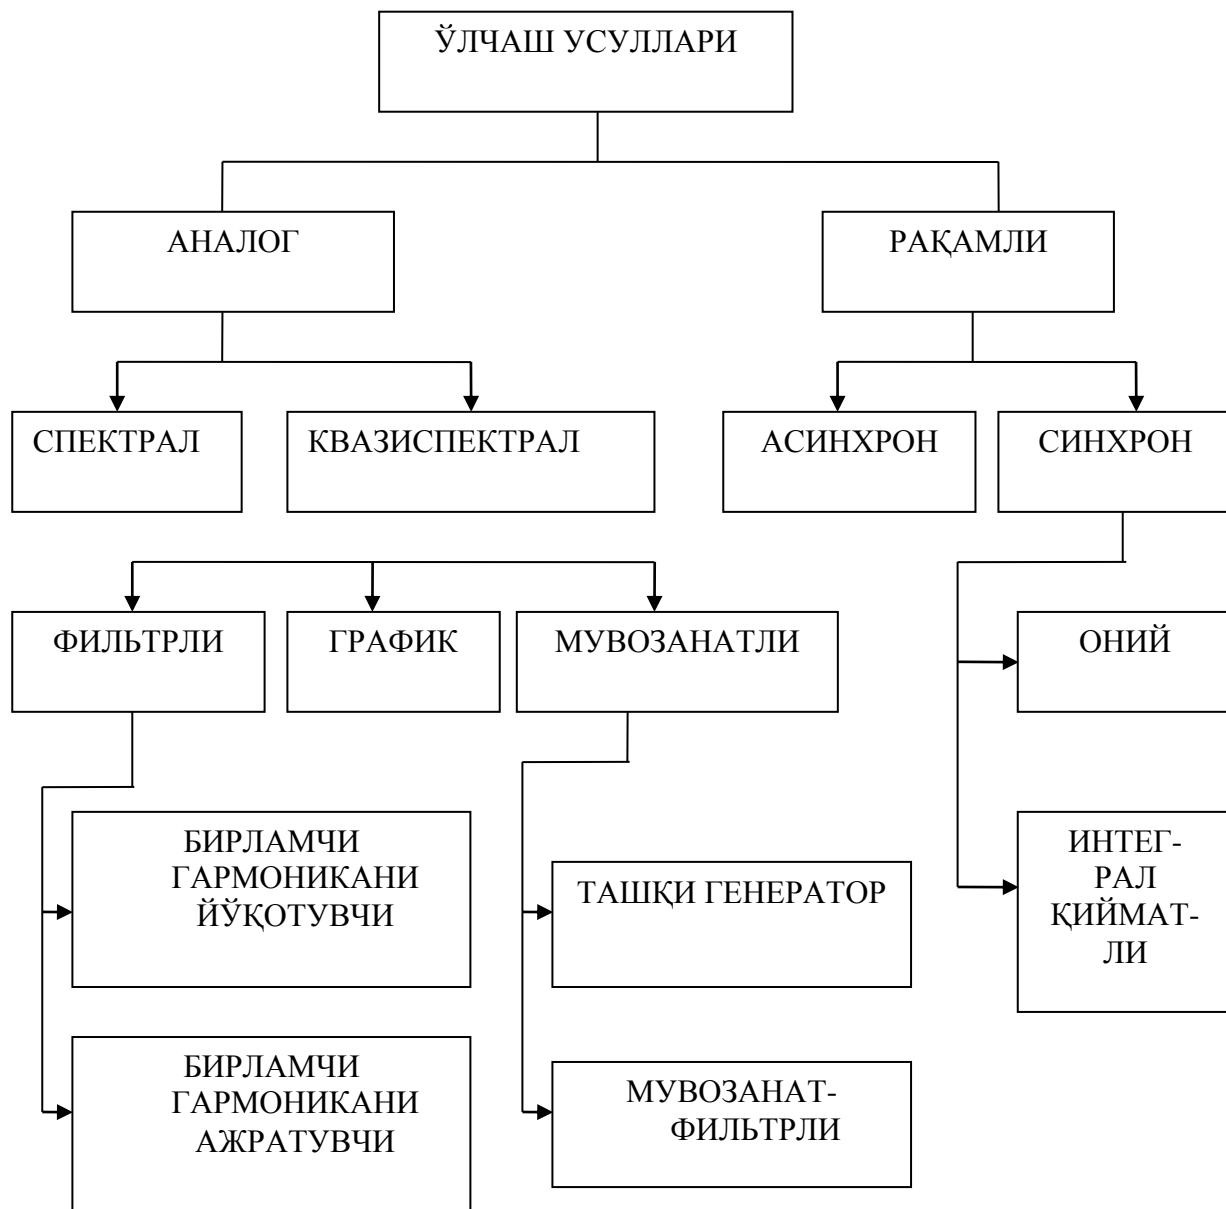 ЎЛЧАШ УСУЛЛАРИ
АНАЛОГ
РАҚАМЛИ
СПЕКТРАЛ
КВАЗИСПЕКТРАЛ
АСИНХРОН
СИНХРОН
ФИЛЬТРЛИ
ГРАФИК
МУВОЗАНАТЛИ
ОНИЙ
БИРЛАМЧИ
ГАРМОНИКАНИ
ЙЎҚОТУВЧИ
ТАШҚИ ГЕНЕРАТОР
ИНТЕГ-
РАЛ
ҚИЙМАТ-
ЛИ
БИРЛАМЧИ
ГАРМОНИКАНИ
АЖРАТУВЧИ
МУВОЗАНАТ-
ФИЛЬТРЛИ